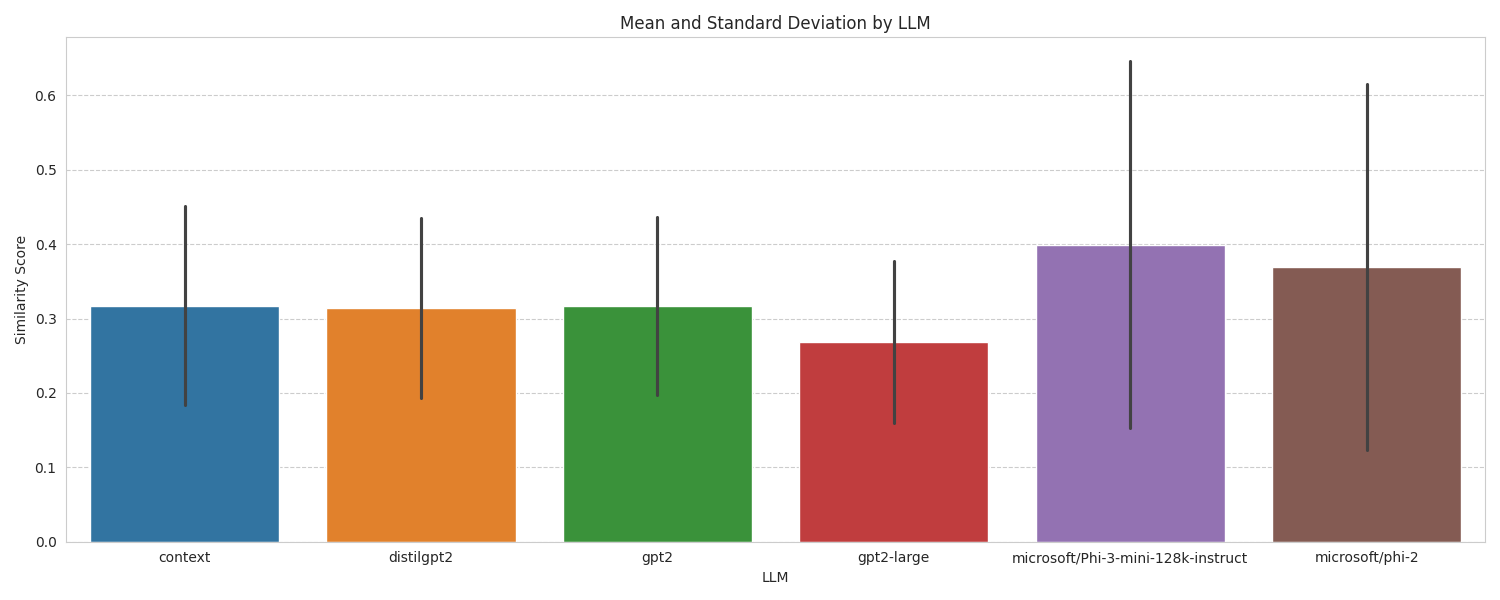 Mean and Standard Deviation by LLM
Similarity Score
0.6
0.5
0.4
0.3
0.2
0.1
0.0
context distilgpt2 gpt2 gpt2-large microsoft/Phi-3-mini-128k-instruct microsoft/phi-2
LLM